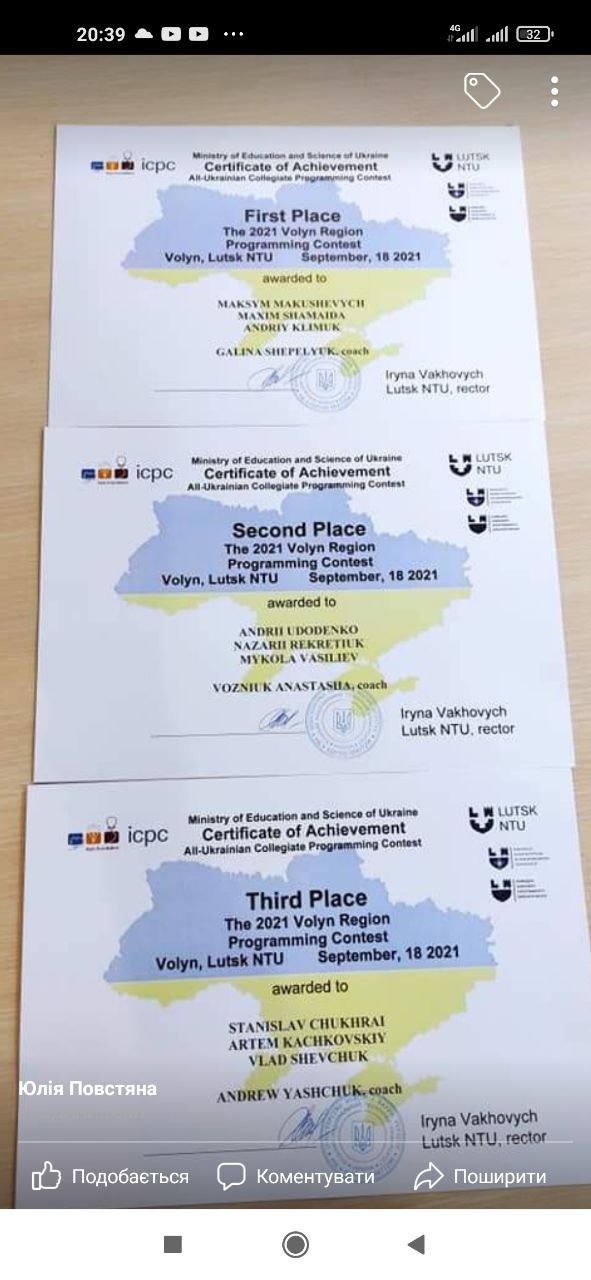 20:39
4G
32
icpc
Ministry of Education and Science of Ukraine
Certificate of Achievement
All-Ukrainian Collegiate Programming Contest
LUTSK
NTU
First Place
The 2021 Volyn Region
Programming Contest
Volyn, Lutsk NTU September, 18 2021
awarded to
MAKSYM MAKUSHEVYCH
MAXIM SHAMAIDA
ANDRIY KLIMUK
GALINA SHEPELYUK, coach
Iryna Vakhovych
Lutsk NTU, rector
icpc
Ministry of Education and Science of Ukraine
Certificate of Achievement
All-Ukrainian Collegiate Programming Contest
LUTSK
NTU
Second Place
The 2021 Volyn Region
Programming Contest
Volyn, Lutsk NTU September, 18 2021
awarded to
ANDRII UDODENKO
NAZARII REKRETIUK
MYKOLA VASILIEV
VOZNIUK ANASTASIIA, coach
Iryna Vakhovych
Lutsk NTU, rector
icpc
Ministry of Education and Science of Ukraine
Certificate of Achievement
All-Ukrainian Collegiate Programming Contest
LUTSK
NTU
Third Place
The 2021 Volyn Region
Programming Contest
Volyn, Lutsk NTU September, 18 2021
awarded to
STANISLAV CHUKHRAI
ARTEM KACHKOVSKIY
VLAD SHEVCHUK
ANDREW YASHCHUK, coach
Iryna Vakhovych
Lutsk NTU, rector
Юлія Повстяна
Подобається Коментувати Поширити